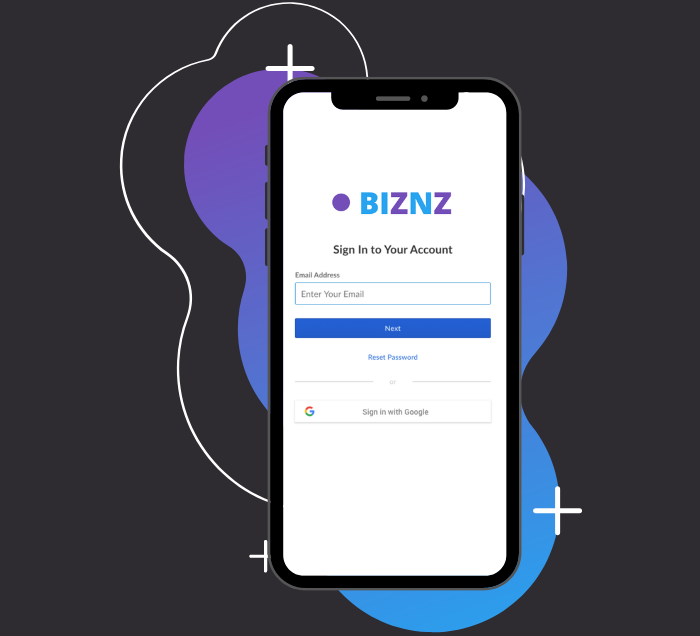 BIZNZ
Sign In to Your Account
Email Address
Enter Your Email
Next
Reset Password
or
Sign in with Google